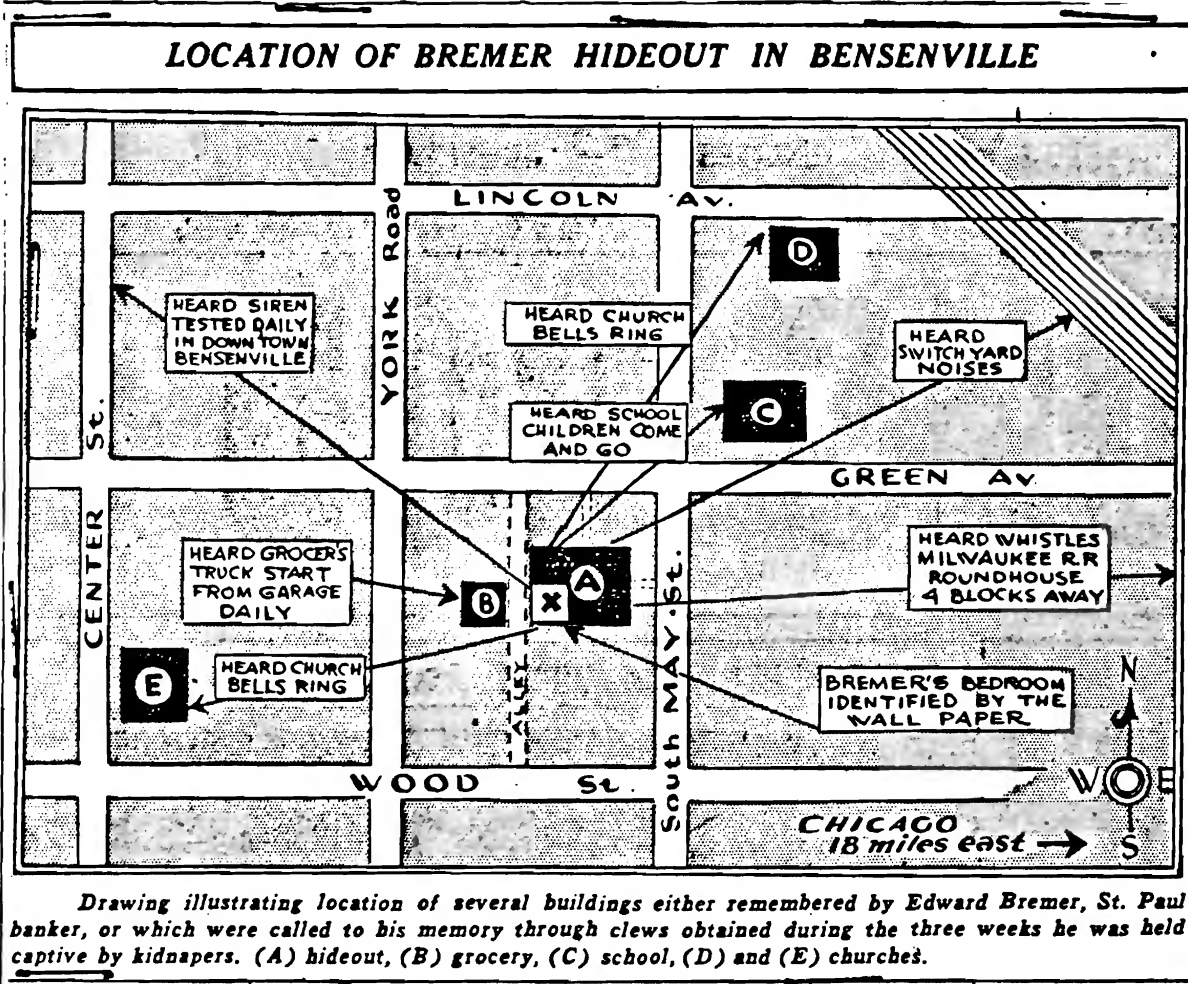 LOCATION OF BREMER HIDEOUT IN BENSENVILLE
LINCOLN AV.
YORK Road
D
HEARD SIREN
TESTED DAILY
IN DOWN TOWN
BENSENVILLE
HEARD CHURCH
BELLS RING
HEARD
SWITCH YARD
NOISES
C
HEARD SCHOOL
CHILDREN COME
AND GO
CENTER St.
GREEN AV
HEARD GROCER'S
TRUCK START
FROM GARAGE
DAILY
B
X
A
HEARD WHISTLES
MILWAUKEE R.R
ROUNDHOUSE
4 BLOCKS AWAY
E
HEARD CHURCH
BELLS RING
ALLEY
SOUTH MAY St.
BREMER'S BEDROOM
IDENTIFIED BY THE
WALL PAPER
N
WOOD St.
W
E
S
CHICAGO
18 miles east
Drawing illustrating location of several buildings either remembered by Edward Bremer, St. Paul
banker, or which were called to his memory through clews obtained during the three weeks he was held
captive by kidnapers. (A) hideout, (B) grocery, (C) school, (D) and (E) churches.